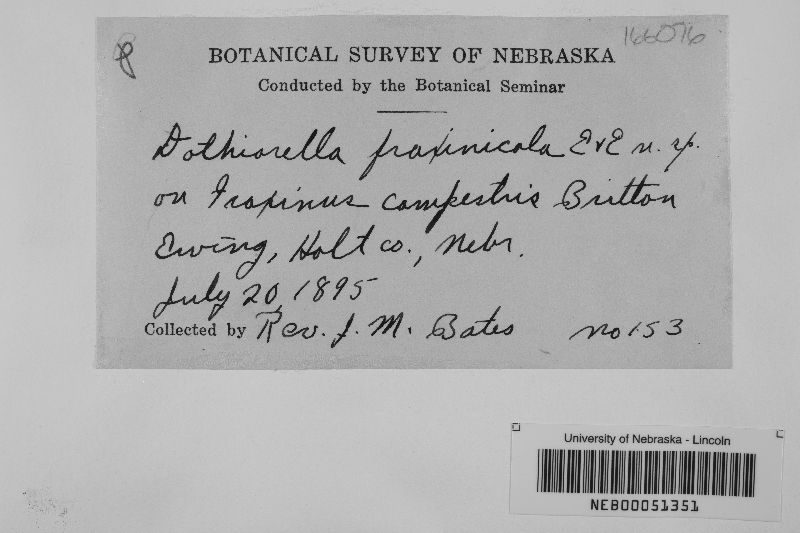 166076
BOTANICAL SURVEY OF NEBRASKA
Conducted by the Botanical Seminar
Dothiorella fraxinicola E&E n. sp.
on Fraxinus campestris Britton
Ewing, Holt co., Nebr.
July 20, 1895
Collected by Rev. J. M. Bates no 153
University of Nebraska - Lincoln
NEB00051351